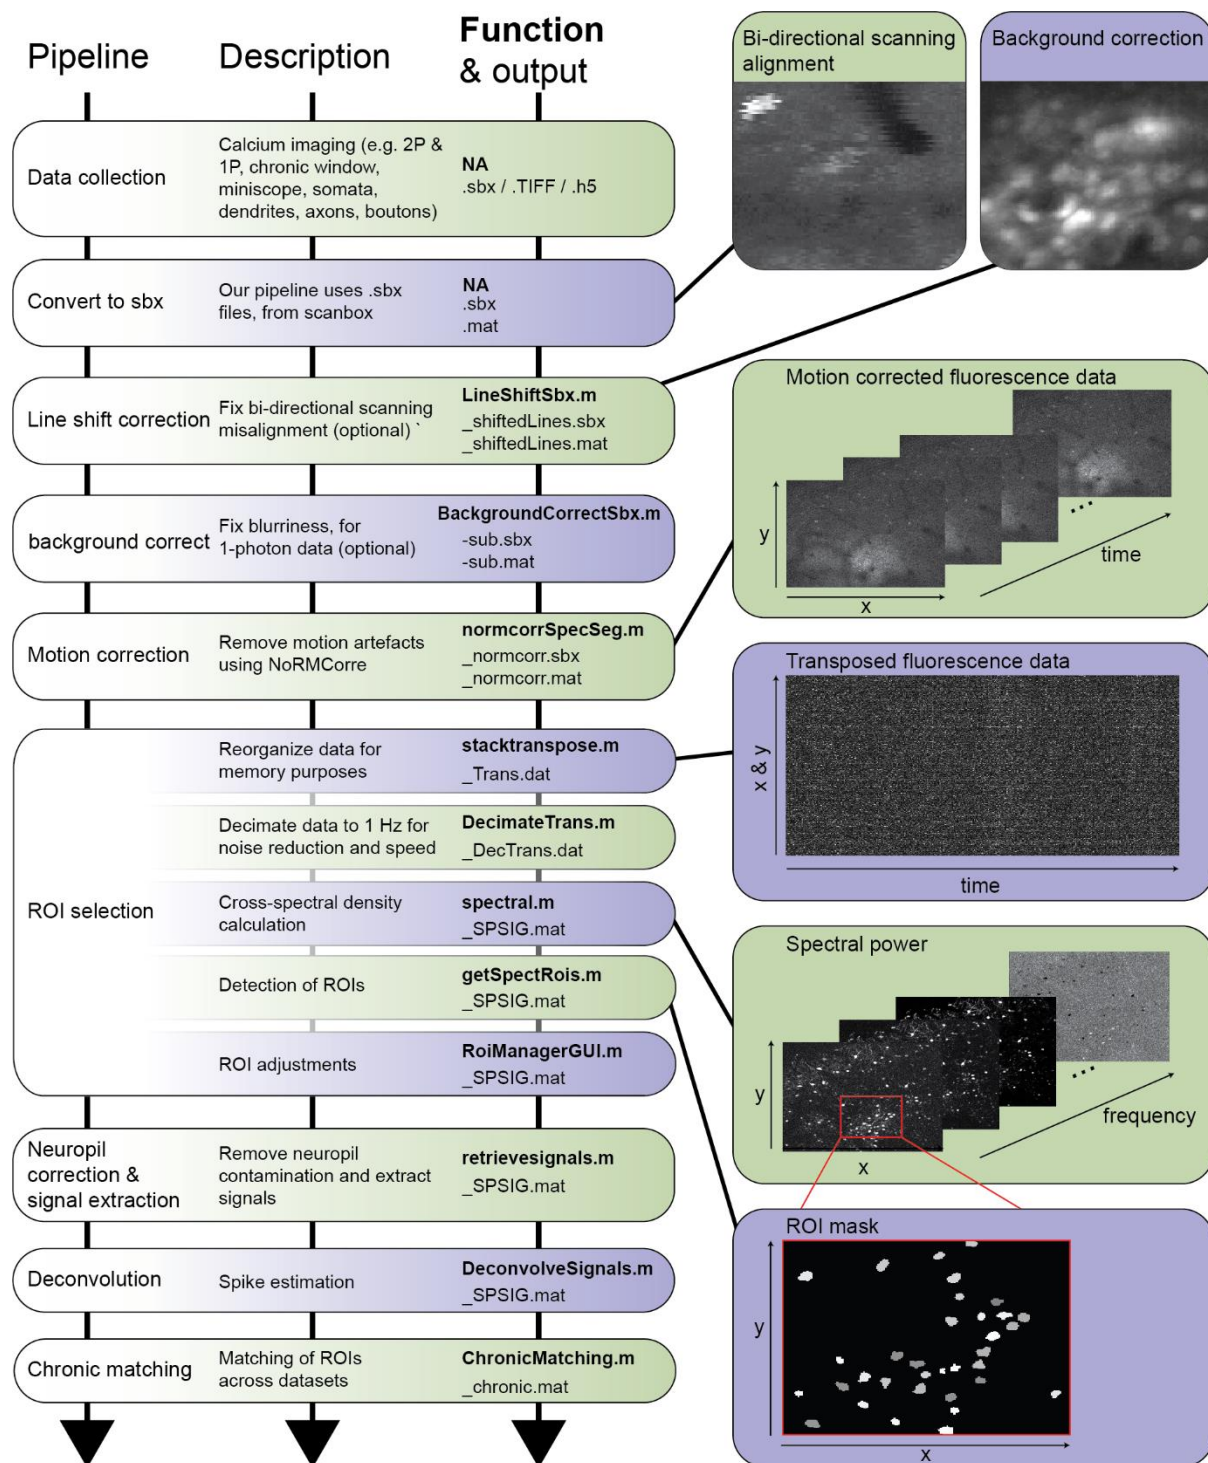 Pipeline
Description
Function
& output
Data collection
Calcium imaging (e.g. 2P &
1P, chronic window,
miniscope, somata,
dendrites, axons, boutons)
NA
.sbx / .TIFF / .h5
Convert to sbx
Our pipeline uses .sbx
files, from scanbox
NA
.sbx
.mat
Line shift correction
Fix bi-directional scanning
misalignment (optional) `
LineShiftSbx.m
_shiftedLines.sbx
_shiftedLines.mat
background correct
Fix blurriness, for
1-photon data (optional)
BackgroundCorrectSbx.m
-sub.sbx
-sub.mat
Motion correction
Remove motion artefacts
using NoRMCorre
normcorrSpecSeg.m
_normcorr.sbx
_normcorr.mat
ROI selection
Reorganize data for
memory purposes
stacktranspose.m
_Trans.dat
Decimate data to 1 Hz for
noise reduction and speed
DecimateTrans.m
_DecTrans.dat
Cross-spectral density
calculation
spectral.m
_SPSIG.mat
Detection of ROIs
getSpectRois.m
_SPSIG.mat
ROI adjustments
RoiManagerGUI.m
_SPSIG.mat
Neuropil
correction &
signal extraction
Remove neuropil
contamination and extract
signals
retrievesignals.m
_SPSIG.mat
Deconvolution
Spike estimation
DeconvolveSignals.m
_SPSIG.mat
Chronic matching
Matching of ROIs
across datasets
ChronicMatching.m
_chronic.mat
Bi-directional scanning
alignment
Background correction
Motion corrected fluorescence data
y
x
time
...
Transposed fluorescence data
x & y
time
Spectral power
y
x
frequency
...
ROI mask
y
x